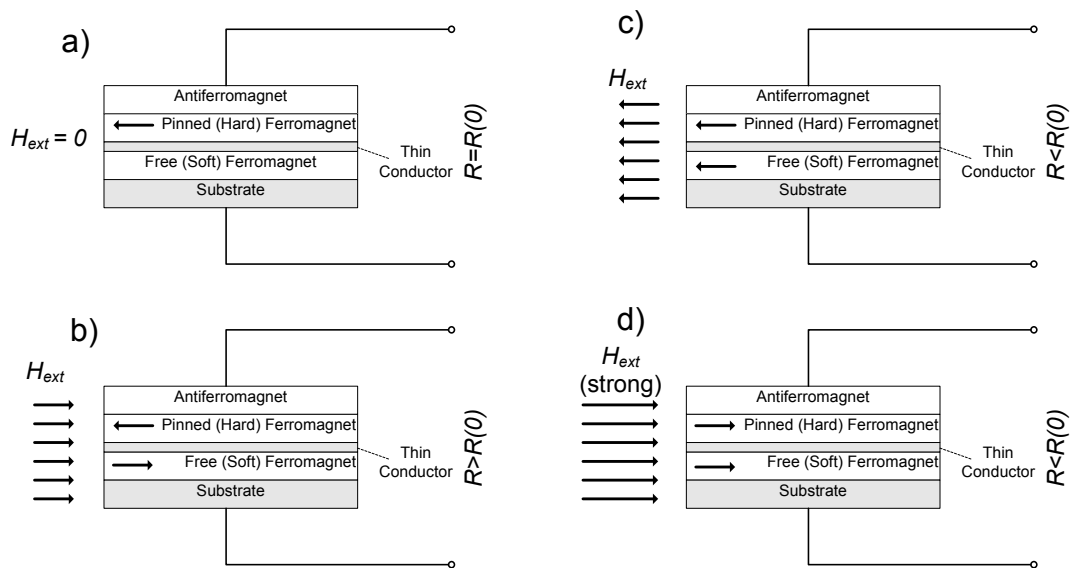 a)
H_ext = 0
Antiferromagnet
Pinned (Hard) Ferromagnet
Free (Soft) Ferromagnet
Substrate
Thin
Conductor
R=R(0)
c)
H_ext
Antiferromagnet
Pinned (Hard) Ferromagnet
Free (Soft) Ferromagnet
Substrate
Thin
Conductor
R<R(0)
b)
H_ext
Antiferromagnet
Pinned (Hard) Ferromagnet
Free (Soft) Ferromagnet
Substrate
Thin
Conductor
R>R(0)
d)
H_ext
(strong)
Antiferromagnet
Pinned (Hard) Ferromagnet
Free (Soft) Ferromagnet
Substrate
Thin
Conductor
R<R(0)